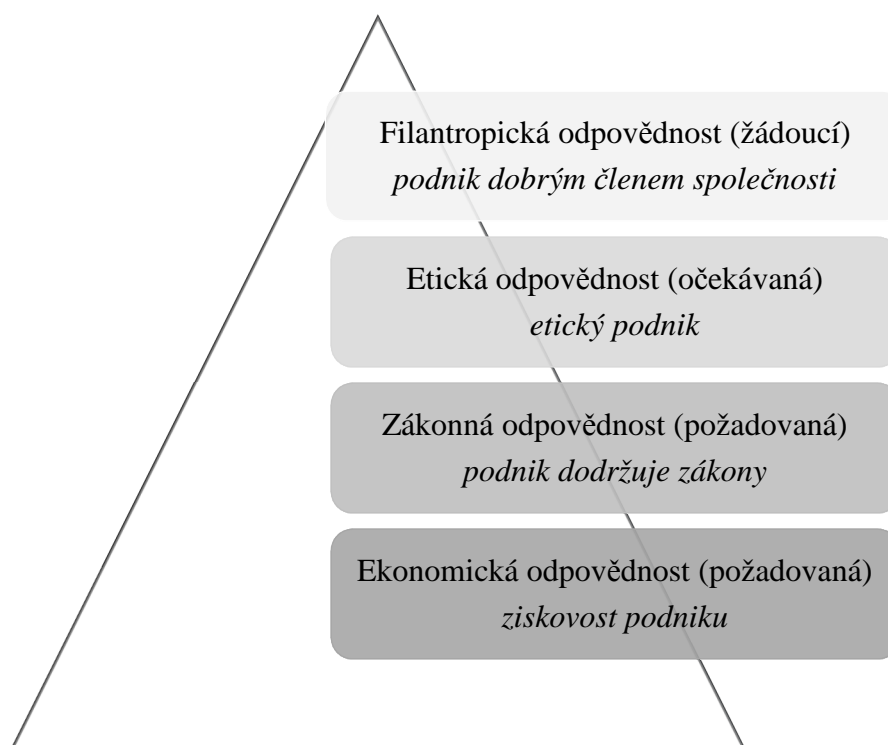 Filantropická odpovědnost (žádoucí)
podnik dobrým členem společnosti
Etická odpovědnost (očekávaná)
etický podnik
Zákonná odpovědnost (požadovaná)
podnik dodržuje zákony
Ekonomická odpovědnost (požadovaná)
ziskovost podniku